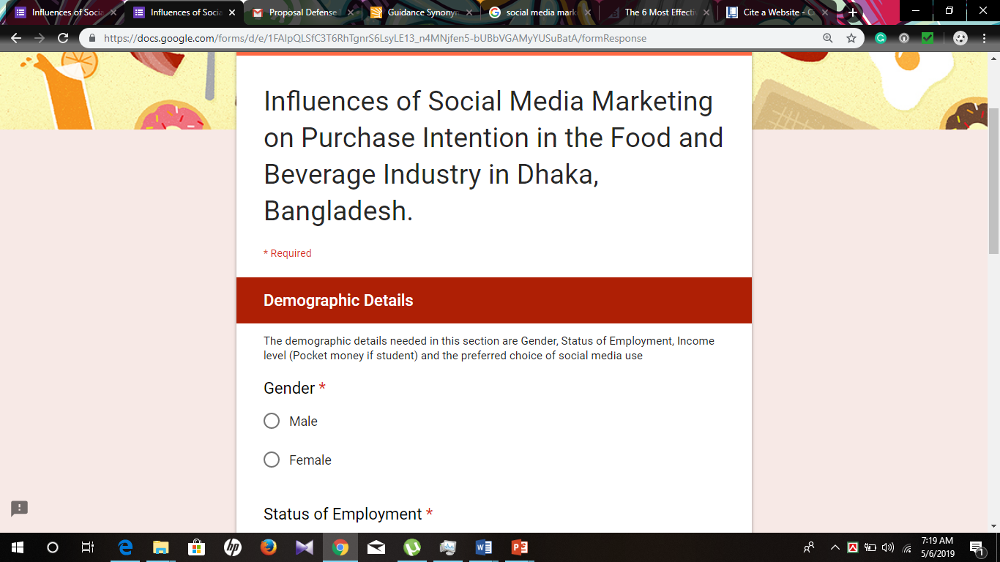 Influences of Socia
Influences of Socia
Proposal Defense
Guidance Synonym
social media mark
The 6 Most Effecti
Cite a Website - C
https://docs.google.com/forms/d/e/1FAIpQLSfC3T6RhTgnrS6LsyLE13_n4MNjfen5-bUBbVGAMyYUSuBatA/formResponse
Influences of Social Media Marketing
on Purchase Intention in the Food and
Beverage Industry in Dhaka,
Bangladesh.
* Required
Demographic Details
The demographic details needed in this section are Gender, Status of Employment, Income
level (Pocket money if student) and the preferred choice of social media use
Gender *
Male
Female
Status of Employment *
7:19 AM
5/6/2019
1